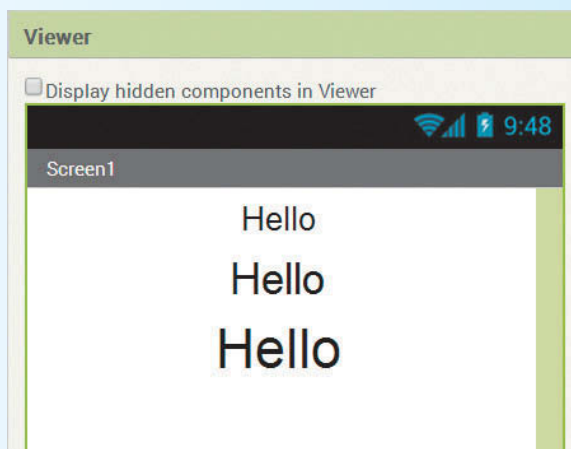 Viewer
Display hidden components in Viewer
9:48
Screen1
Hello
Hello
Hello